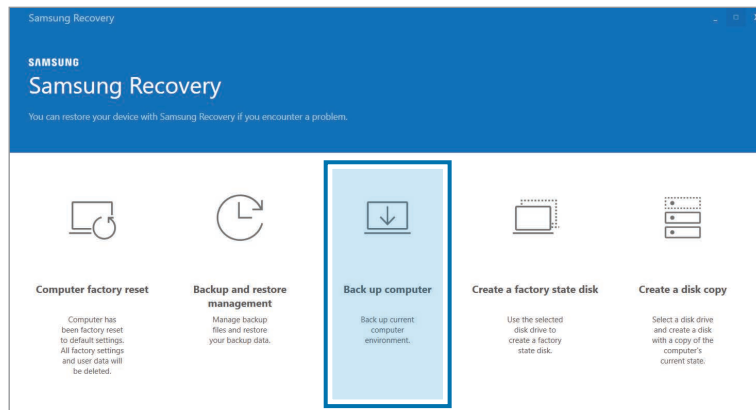 Samsung Recovery
SAMSUNG
Samsung Recovery
You can restore your device with Samsung Recovery if you encounter a problem.
Computer factory reset
Computer has
been factory reset
to default settings.
All factory settings
and user data will
be deleted.
Backup and restore
management
Manage backup
files and restore
your backup data.
Back up computer
Back up current
computer
environment.
Create a factory state disk
Use the selected
disk drive to
create a factory
state disk.
Create a disk copy
Select a disk drive
and create a disk
with a copy of the
computer's
current state.